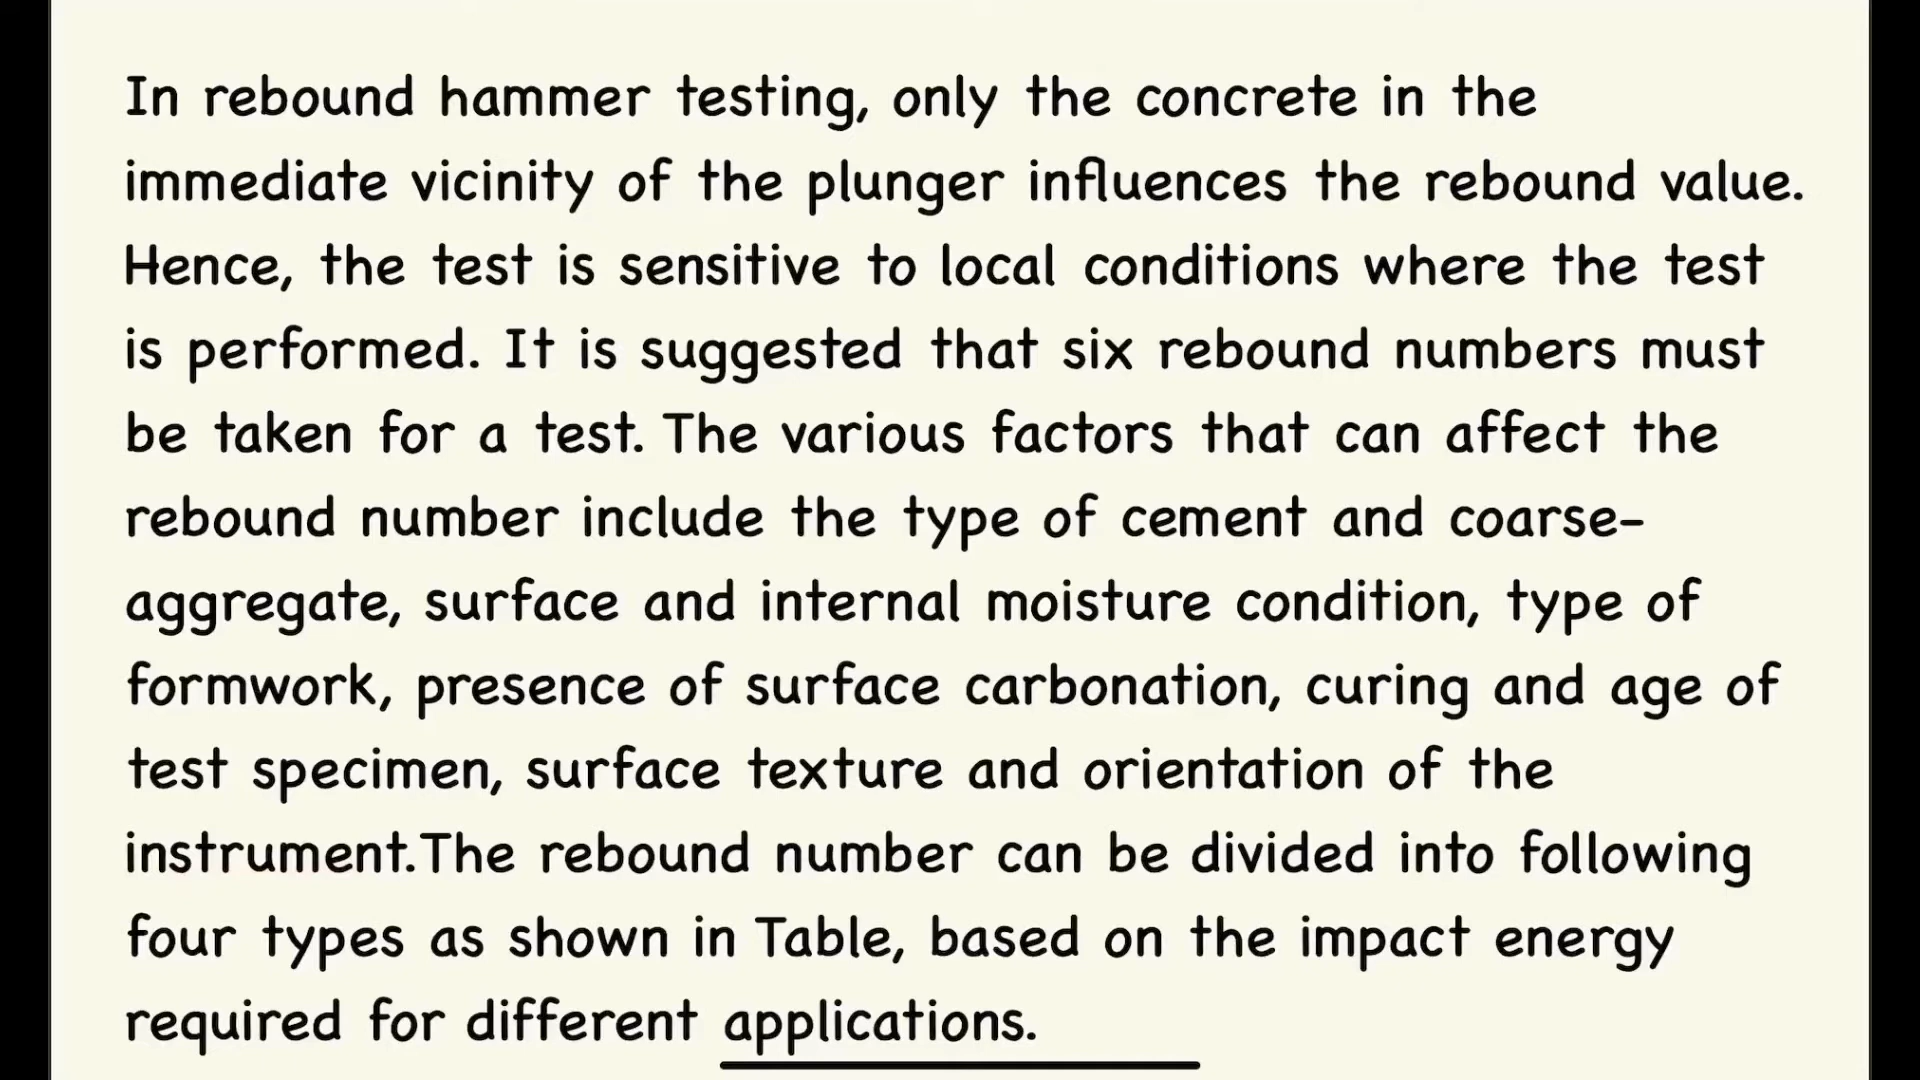 In rebound hammer testing, only the concrete in the
immediate vicinity of the plunger influences the rebound value.
Hence, the test is sensitive to local conditions where the test
is performed. It is suggested that six rebound numbers must
be taken for a test. The various factors that can affect the
rebound number include the type of cement and coarse-
aggregate, surface and internal moisture condition, type of
formwork, presence of surface carbonation, curing and age of
test specimen, surface texture and orientation of the
instrument.The rebound number can be divided into following
four types as shown in Table, based on the impact energy
required for different applications.